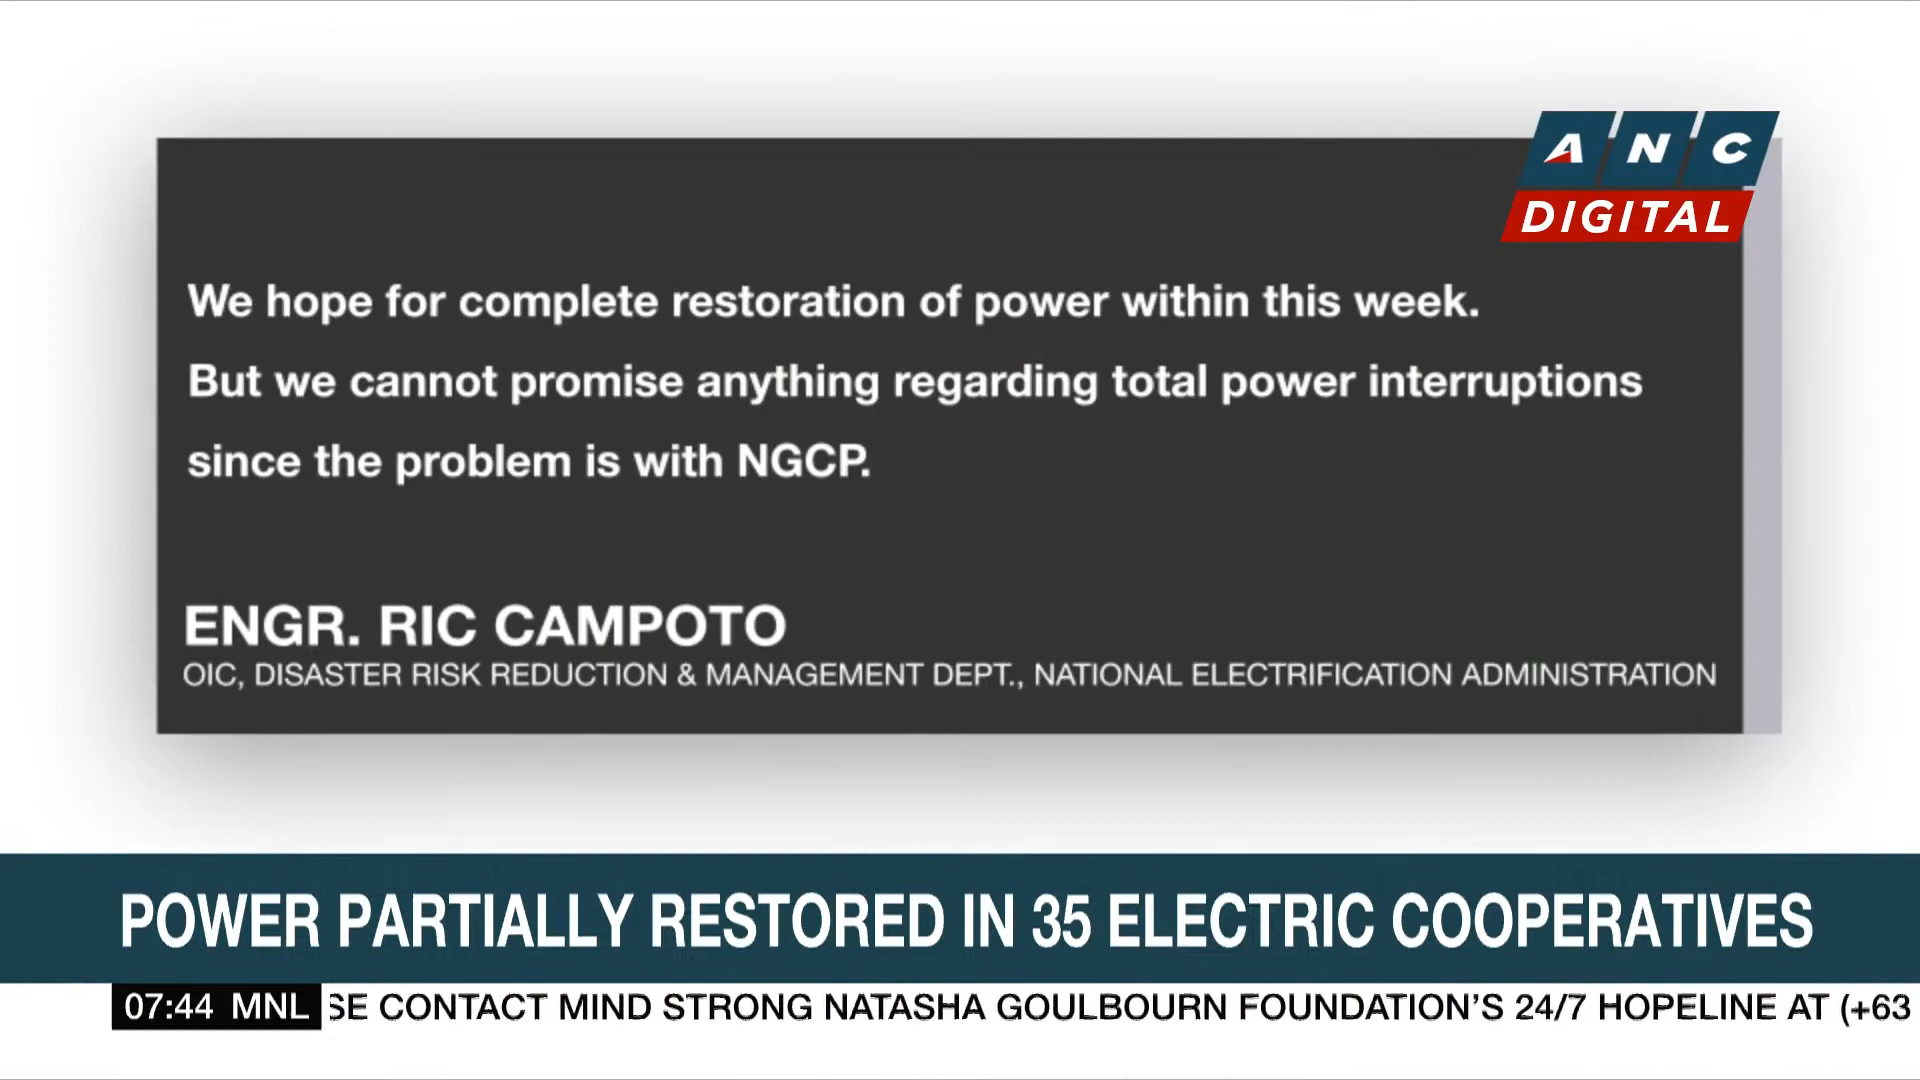 ANC
DIGITAL
We hope for complete restoration of power within this week.
But we cannot promise anything regarding total power interruptions
since the problem is with NGCP.
ENGR. RIC CAMPOTO
OIC, DISASTER RISK REDUCTION & MANAGEMENT DEPT., NATIONAL ELECTRIFICATION ADMINISTRATION
POWER PARTIALLY RESTORED IN 35 ELECTRIC COOPERATIVES
07:44 MNL SE CONTACT MIND STRONG NATASHA GOULBOURN FOUNDATION'S 24/7 HOPELINE AT (+63